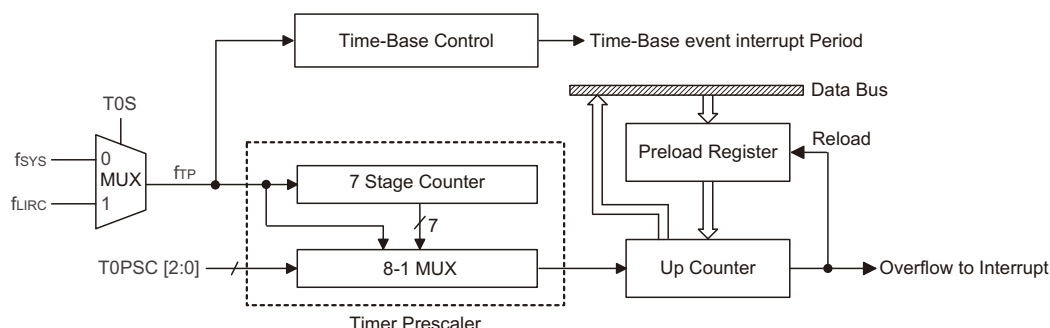 Time-Base Control
Time-Base event interrupt Period
Data Bus
T0S
Preload Register
Reload
fSYS
0
MUX
fTP
7 Stage Counter
fLIRC
1
7
T0PSC [2:0]
8-1 MUX
Up Counter
Overflow to Interrupt
Timer Prescaler